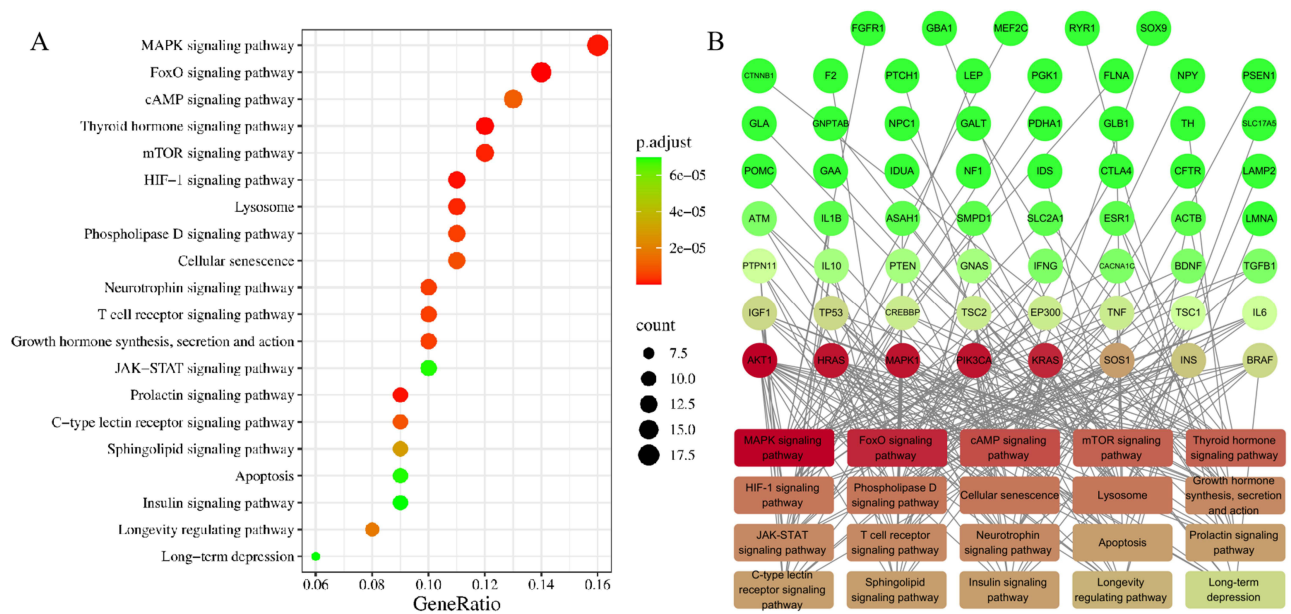 A
MAPK signaling pathway
FoxO signaling pathway
cAMP signaling pathway
Thyroid hormone signaling pathway
mTOR signaling pathway
HIF−1 signaling pathway
Lysosome
Phospholipase D signaling pathway
Cellular senescence
Neurotrophin signaling pathway
T cell receptor signaling pathway
Growth hormone synthesis, secretion and action
JAK−STAT signaling pathway
Prolactin signaling pathway
C−type lectin receptor signaling pathway
Sphingolipid signaling pathway
Apoptosis
Insulin signaling pathway
Longevity regulating pathway
Long−term depression
0.06 0.08 0.10 0.12 0.14 0.16
GeneRatio
p.adjust
6e−05
4e−05
2e−05
count
7.5
10.0
12.5
15.0
17.5
B
FGFR1 GBA1 MEF2C RYR1 SOX9
CTNNB1 F2 PTCH1 LEP PGK1 FLNA NPY PSEN1
GLA GNPTAB NPC1 GALT PDHA1 GLB1 TH SLC17A5
POMC GAA IDUA NF1 IDS CTLA4 CFTR LAMP2
ATM IL1B ASAH1 SMPD1 SLC2A1 ESR1 ACTB LMNA
PTPN11 IL10 PTEN GNAS IFNG CACNA1C BDNF TGFB1
IGF1 TP53 CREBBP TSC2 EP300 TNF TSC1 IL6
AKT1 HRAS MAPK1 PIK3CA KRAS SOS1 INS BRAF
MAPK signaling FoxO signaling cAMP signaling mTOR signaling Thyroid hormone
pathway pathway pathway pathway signaling pathway
HIF-1 signaling Phospholipase D Cellular senescence Lysosome Growth hormone
pathway signaling pathway synthesis, secretion
and action
JAK-STAT T cell receptor Neurotrophin Apoptosis Prolactin signaling
signaling pathway signaling pathway signaling pathway pathway
C-type lectin Sphingolipid Insulin signaling Longevity Long-term
receptor signaling signaling pathway pathway regulating pathway depression
pathway